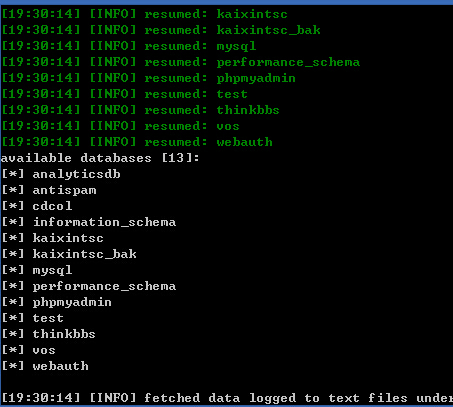 [19:30:14] [INFO] resumed: kaixintsc
[19:30:14] [INFO] resumed: kaixintsc_bak
[19:30:14] [INFO] resumed: mysql
[19:30:14] [INFO] resumed: performance_schema
[19:30:14] [INFO] resumed: phpmyadmin
[19:30:14] [INFO] resumed: test
[19:30:14] [INFO] resumed: thinkbbs
[19:30:14] [INFO] resumed: vos
[19:30:14] [INFO] resumed: webauth
available databases [13]:
[*] analyticsdb
[*] antispam
[*] cdcol
[*] information_schema
[*] kaixintsc
[*] kaixintsc_bak
[*] mysql
[*] performance_schema
[*] phpmyadmin
[*] test
[*] thinkbbs
[*] vos
[*] webauth
[19:30:14] [INFO] fetched data logged to text files under